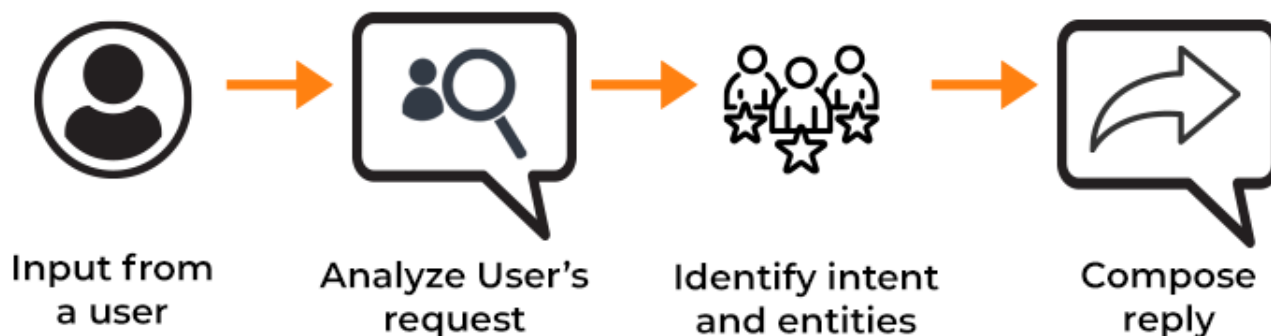 Input from
a user
Analyze User's
request
Identify intent
and entities
Compose
reply